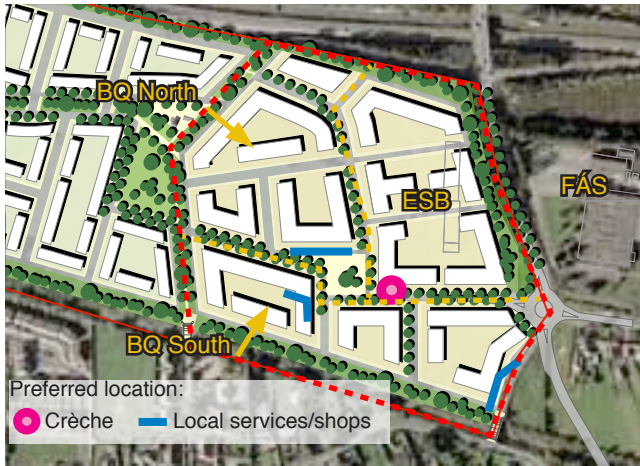 BQ North
ESB
FÁS
BQ South
Preferred location:
Crèche
Local services/shops